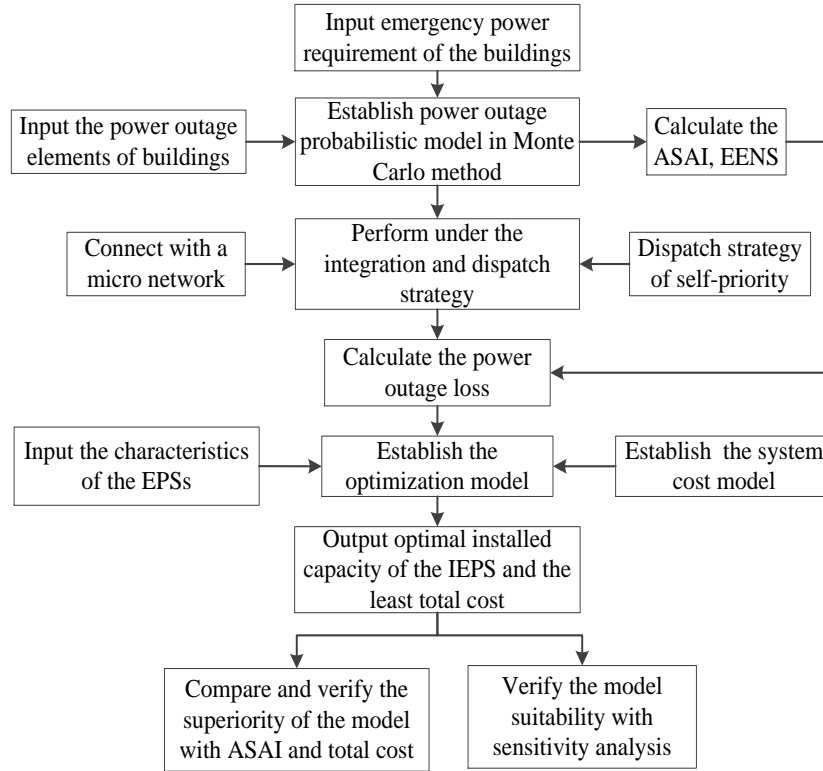 Input emergency power
requirement of the buildings
Input the power outage
elements of buildings
Establish power outage
probabilistic model in Monte
Carlo method
Calculate the
ASAI, EENS
Connect with a
micro network
Perform under the
integration and dispatch
strategy
Dispatch strategy
of self-priority
Calculate the power
outage loss
Input the characteristics
of the EPSs
Establish the
optimization model
Establish the system
cost model
Output optimal installed
capacity of the IEPS and the
least total cost
Compare and verify the
superiority of the model
with ASAI and total cost
Verify the model
suitability with
sensitivity analysis